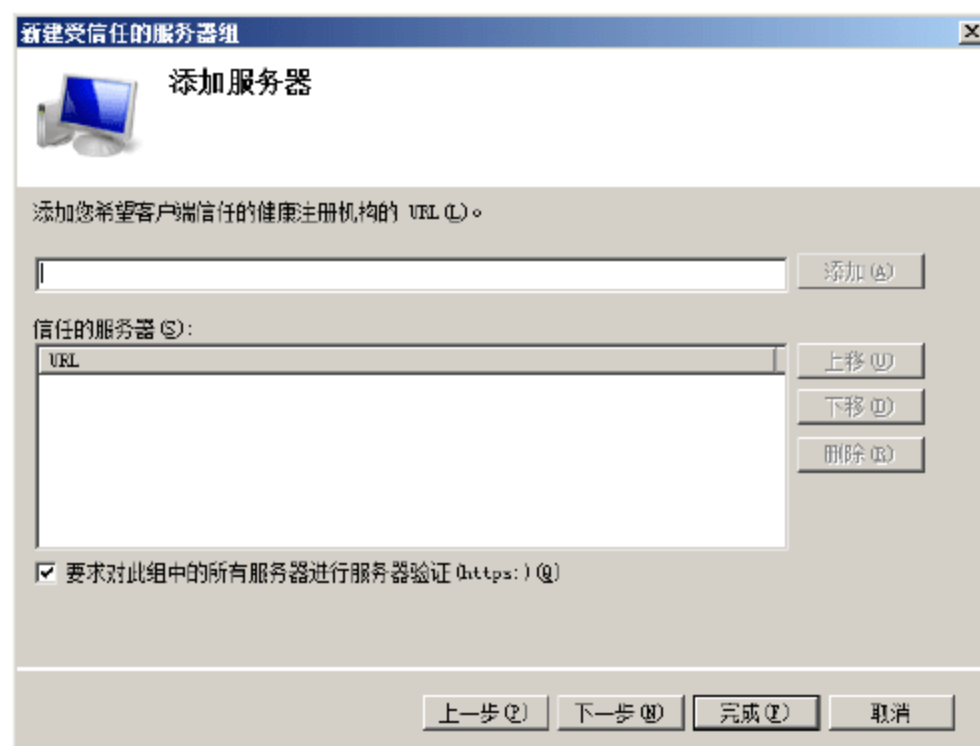 新建受信任的服务器组
添加服务器
添加您希望客户端信任的健康注册机构的 URL(L)。
添加(A)
信任的服务器(S):
URL
上移(U)
下移(D)
删除(R)
要求对此组中的所有服务器进行服务器验证(https:)(Q)
上一步(P) 下一步(N) 完成(F) 取消